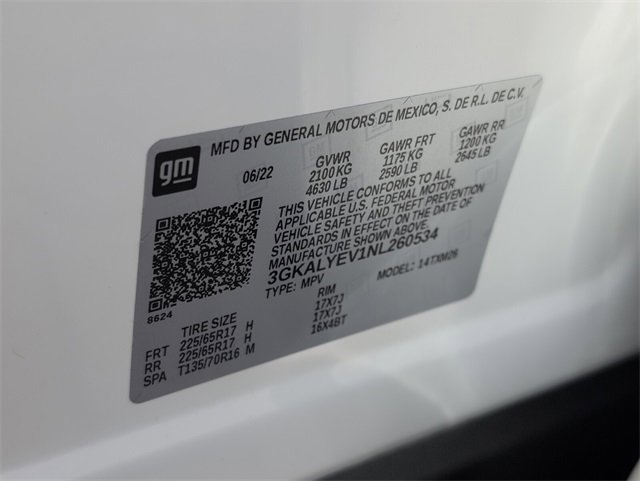 gm
MFD BY GENERAL MOTORS DE MEXICO, S. DE R.L. DE C.V.
06/22 GVWR GAWR FRT GAWR RR
2100 KG 1175 KG 1200 KG
4630 LB 2590 LB 2645 LB
THIS VEHICLE CONFORMS TO ALL
APPLICABLE U.S. FEDERAL MOTOR
VEHICLE SAFETY AND THEFT PREVENTION
STANDARDS IN EFFECT ON THE DATE OF
MANUFACTURE SHOWN ABOVE.
3GKALYEV1NL260534
TYPE: MPV MODEL: 14TXM26
8624
TIRE SIZE RIM
FRT 225/65R17 H 17X7J
RR 225/65R17 H 17X7J
SPA T135/70R16 M 16X4BT